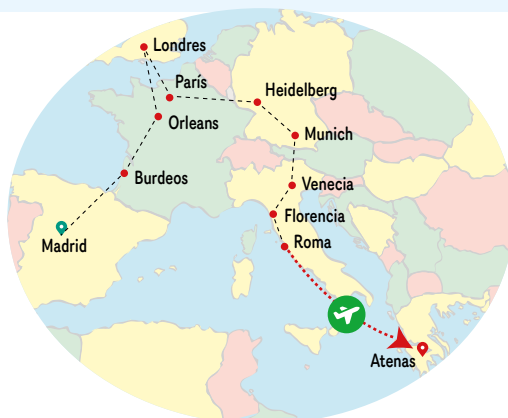 Londres
París
Heidelberg
Orleans
Munich
Burdeos
Venecia
Florencia
Madrid
Roma
Atenas